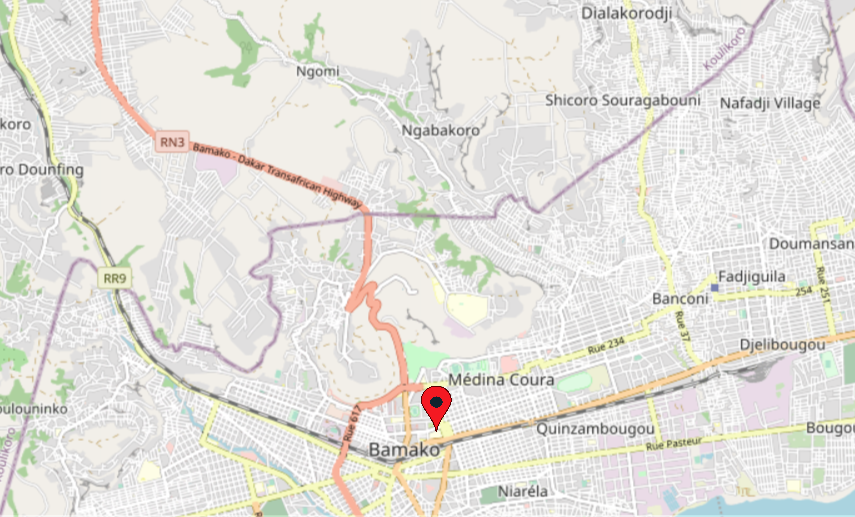 Dialakorodji
Koulikoro
Ngomi
Shicoro Souragabouni
Nafadji Village
koro
Ngabakoro
RN3
Bamako - Dakar Transafrican Highway
ro Dounfing
Doumansan
RR9
Fadjiguila
Rue 251
Banconi
254
Rue 37
Rue 234
Djelibougou
Médina Coura
oulouninko
Rue 617
Quinzambougou
Bougou
Koulikoro
Bamako
Rue Pasteur
Niaréla